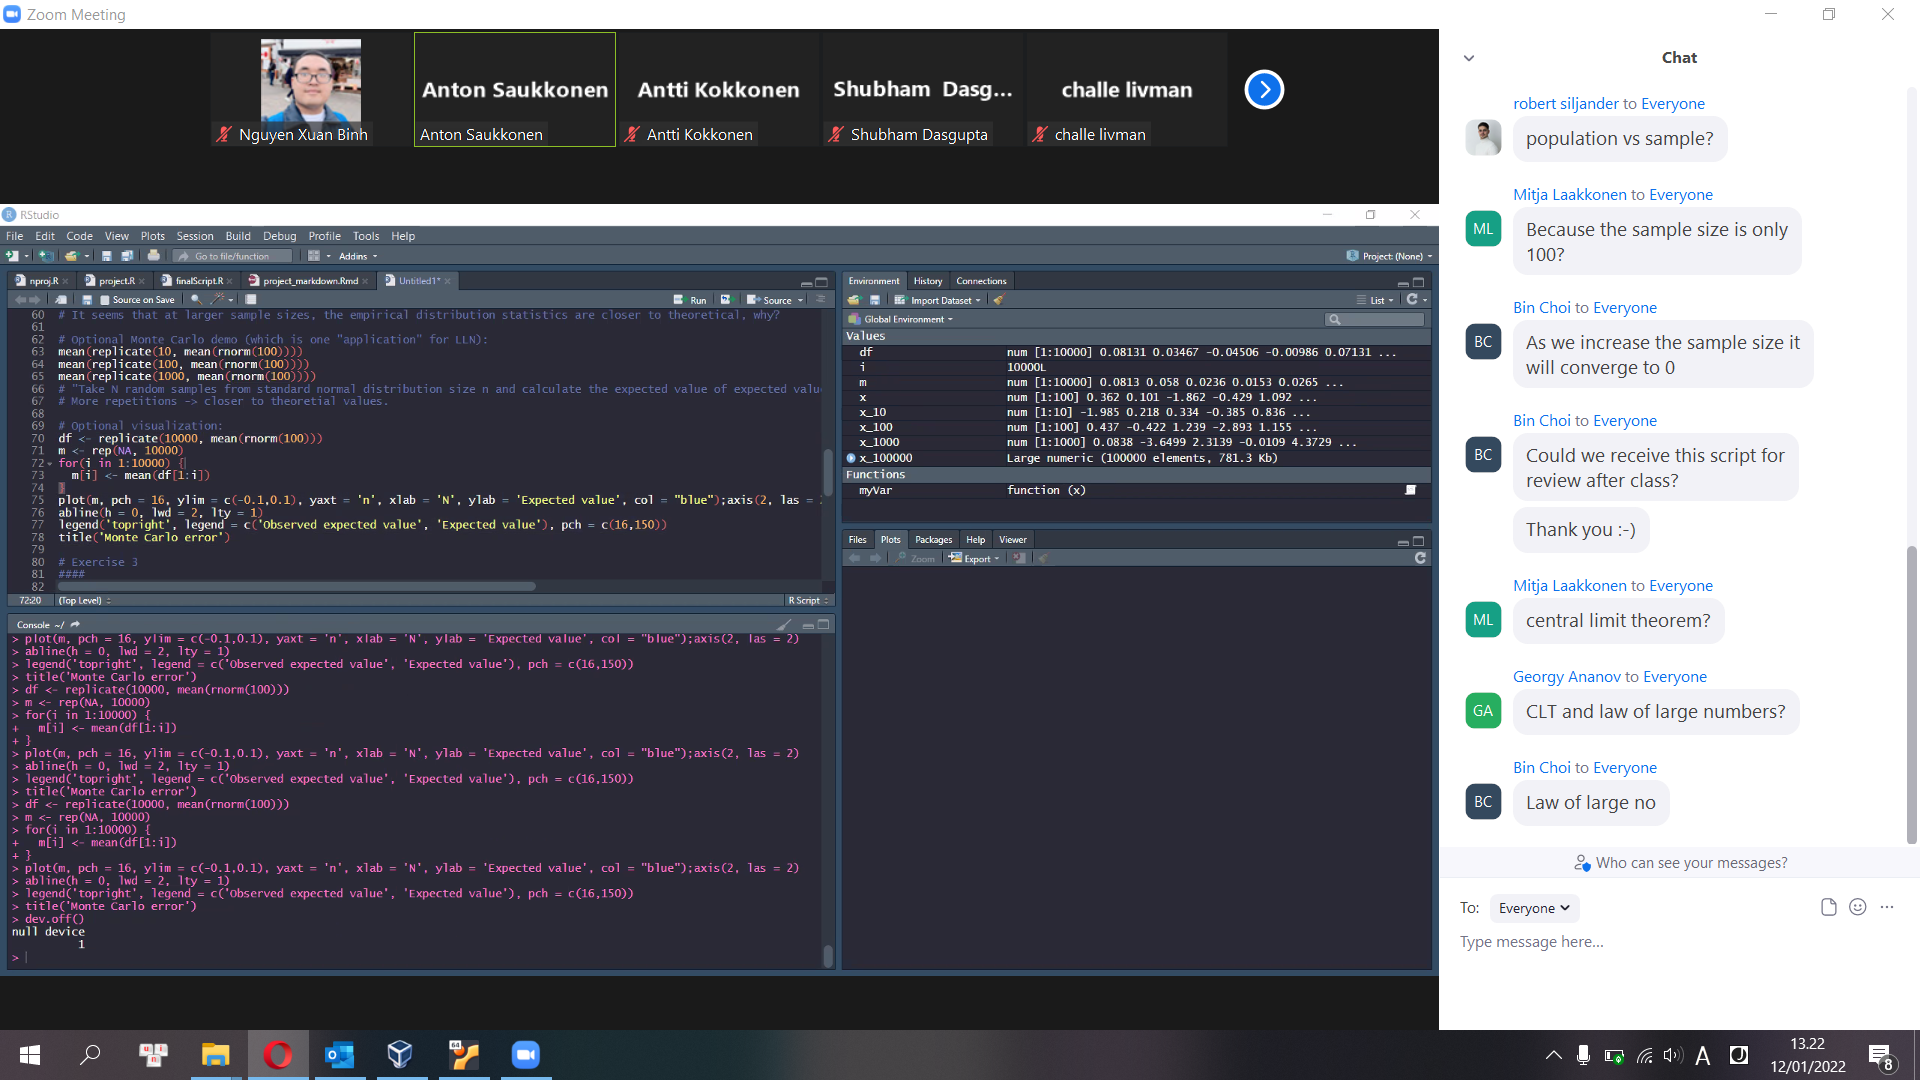 Zoom Meeting
Anton Saukkonen
Antti Kokkonen
Shubham Dasg...
challe livman
Nguyen Xuan Binh
Anton Saukkonen
Antti Kokkonen
Shubham Dasgupta
challe livman
RStudio
File Edit Code View Plots Session Build Debug Profile Tools Help
Go to file/function Addins
Project: (None)
nproj.R project.R finalScript.R project_markdown.Rmd Untitled1*
Source on Save Run Source
60 # It seems that at larger sample sizes, the empirical distribution statistics are closer to theoretical, why?
61
62 # Optional Monte Carlo demo (which is one "application" for LLN):
63 mean(replicate(10, mean(rnorm(100))))
64 mean(replicate(100, mean(rnorm(100))))
65 mean(replicate(1000, mean(rnorm(100))))
66 # "Take N random samples from standard normal distribution size n and calculate the expected value of expected valu
67 # More repetitions -> closer to theoretial values.
68
69 # Optional visualization:
70 df <- replicate(10000, mean(rnorm(100)))
71 m <- rep(NA, 10000)
72 for(i in 1:10000) {
73 m[i] <- mean(df[1:i])
74 }
75 plot(m, pch = 16, ylim = c(-0.1,0.1), yaxt = 'n', xlab = 'N', ylab = 'Expected value', col = "blue");axis(2, las =
76 abline(h = 0, lwd = 2, lty = 1)
77 legend('topright', legend = c('Observed expected value', 'Expected value'), pch = c(16,150))
78 title('Monte Carlo error')
79
80 # Exercise 3
81 ####
82
72:20 (Top Level) R Script
Console ~/
> plot(m, pch = 16, ylim = c(-0.1,0.1), yaxt = 'n', xlab = 'N', ylab = 'Expected value', col = "blue");axis(2, las = 2)
> abline(h = 0, lwd = 2, lty = 1)
> legend('topright', legend = c('Observed expected value', 'Expected value'), pch = c(16,150))
> title('Monte Carlo error')
> df <- replicate(10000, mean(rnorm(100)))
> m <- rep(NA, 10000)
> for(i in 1:10000) {
+ m[i] <- mean(df[1:i])
+ }
> plot(m, pch = 16, ylim = c(-0.1,0.1), yaxt = 'n', xlab = 'N', ylab = 'Expected value', col = "blue");axis(2, las = 2)
> abline(h = 0, lwd = 2, lty = 1)
> legend('topright', legend = c('Observed expected value', 'Expected value'), pch = c(16,150))
> title('Monte Carlo error')
> df <- replicate(10000, mean(rnorm(100)))
> m <- rep(NA, 10000)
> for(i in 1:10000) {
+ m[i] <- mean(df[1:i])
+ }
> plot(m, pch = 16, ylim = c(-0.1,0.1), yaxt = 'n', xlab = 'N', ylab = 'Expected value', col = "blue");axis(2, las = 2)
> abline(h = 0, lwd = 2, lty = 1)
> legend('topright', legend = c('Observed expected value', 'Expected value'), pch = c(16,150))
> title('Monte Carlo error')
> dev.off()
null device
1
>
Environment History Connections
Import Dataset List
Global Environment
Values
df num [1:10000] 0.08131 0.03467 -0.04506 -0.00986 0.07131 ...
i 10000L
m num [1:10000] 0.0813 0.058 0.0236 0.0153 0.0265 ...
x num [1:100] 0.362 0.101 -1.862 -0.429 1.092 ...
x_10 num [1:10] -1.985 0.218 0.334 -0.385 0.836 ...
x_100 num [1:100] 0.437 -0.422 1.239 -2.893 1.155 ...
x_1000 num [1:1000] 0.0838 -3.6499 2.3139 -0.0109 4.3729 ...
x_100000 Large numeric (100000 elements, 781.3 Kb)
Functions
myVar function (x)
Files Plots Packages Help Viewer
Zoom Export
Chat
robert siljander to Everyone
population vs sample?
Mitja Laakkonen to Everyone
ML
Because the sample size is only
100?
Bin Choi to Everyone
BC
As we increase the sample size it
will converge to 0
Bin Choi to Everyone
BC
Could we receive this script for
review after class?
Thank you :-)
Mitja Laakkonen to Everyone
ML
central limit theorem?
Georgy Ananov to Everyone
GA
CLT and law of large numbers?
Bin Choi to Everyone
BC
Law of large no
Who can see your messages?
To: Everyone
Type message here...
64
A
13.22
12/01/2022
8